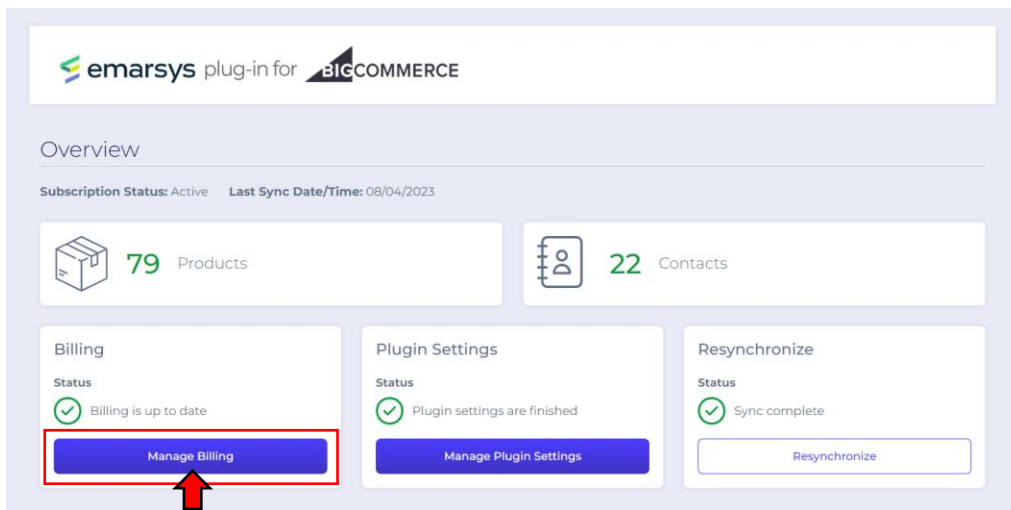 emarsys plug-in for BIGCOMMERCE
Overview
Subscription Status: Active Last Sync Date/Time: 08/04/2023
79 Products
22 Contacts
Billing
Status
Billing is up to date
Manage Billing
Plugin Settings
Status
Plugin settings are finished
Manage Plugin Settings
Resynchronize
Status
Sync complete
Resynchronize